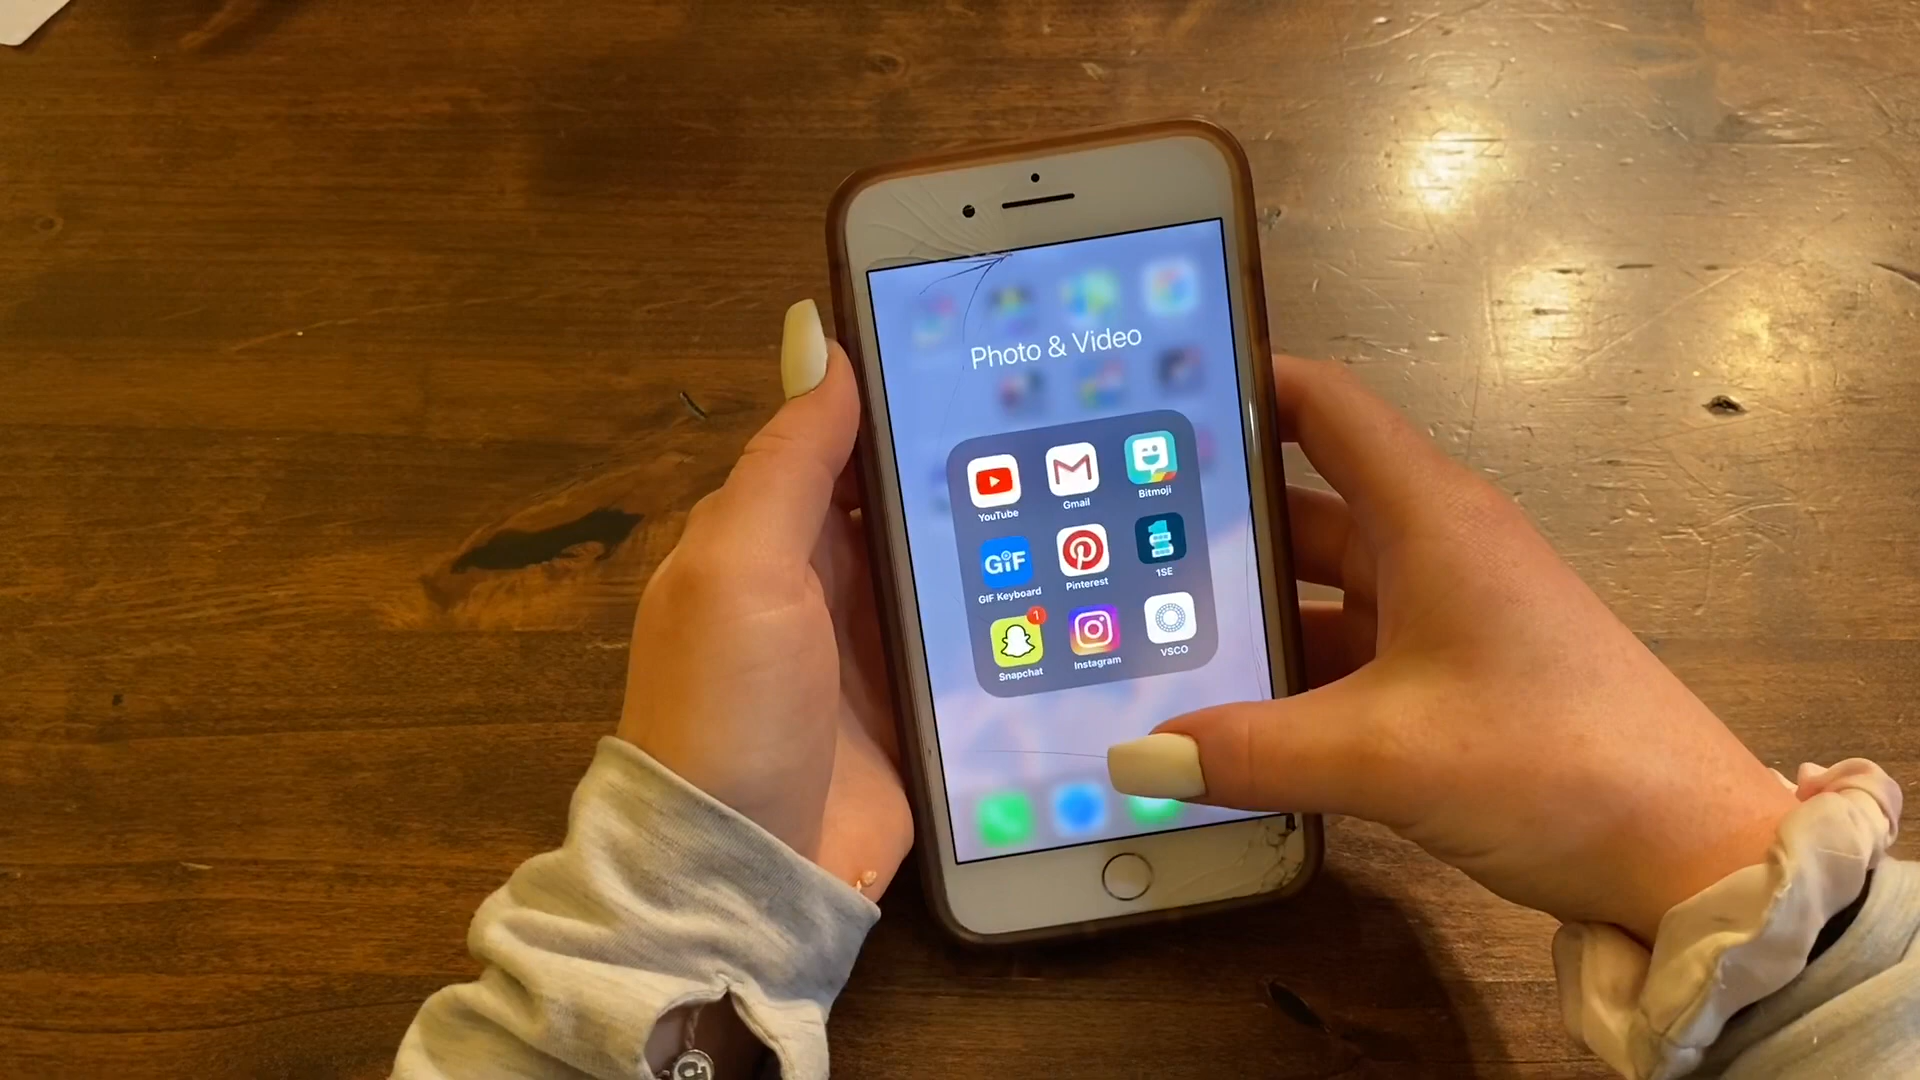 Photo & Video
YouTube
Gmail
Bitmoji
GIF
GIF Keyboard
Pinterest
1SE
1
Snapchat
Instagram
VSCO